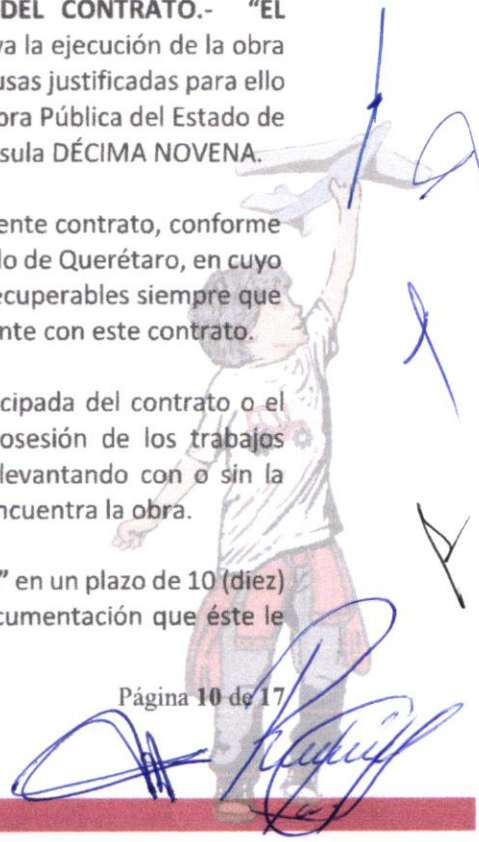 DEL CONTRATO.- "EL
va la ejecución de la obra
usas justificadas para ello
bra Pública del Estado de
sula DÉCIMA NOVENA.
ente contrato, conforme
do de Querétaro, en cuyo
ecuperables siempre que
nte con este contrato.
cipada del contrato o el
osesión de los trabajos
levantando con o sin la
ncuentra la obra.
" en un plazo de 10 (diez)
cumentación que éste le
Página 10 de 17